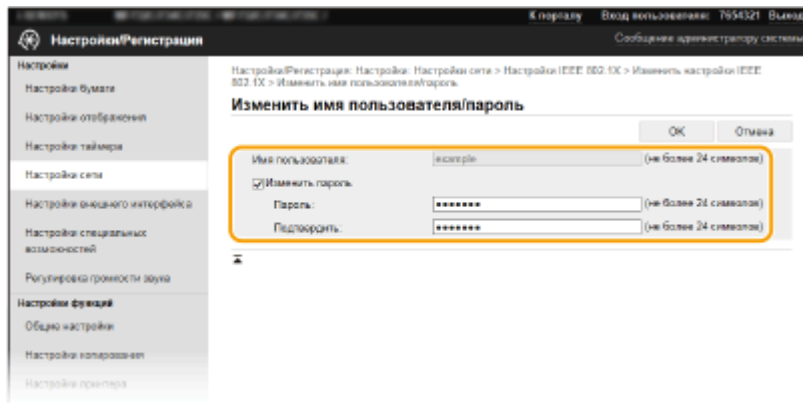 К порталу Вход пользователя: 7654321 Выход
Настройки/Регистрация Сообщение администратору системы
Настройки
Настройки бумаги
Настройки отображения
Настройки таймера
Настройки сети
Настройки внешнего интерфейса
Настройки специальных
возможностей
Регулировка громкости звука
Настройки функций
Общие настройки
Настройки копирования
Настройки принтера
Настройки/Регистрация: Настройки: Настройки сети > Настройки IEEE 802.1X > Изменить настройки IEEE
802.1X > Изменить имя пользователя/пароль
Изменить имя пользователя/пароль
OK Отмена
Имя пользователя: example (не более 24 символов)
Изменить пароль
Пароль: ••••••• (не более 24 символов)
Подтвердить: ••••••• (не более 24 символов)